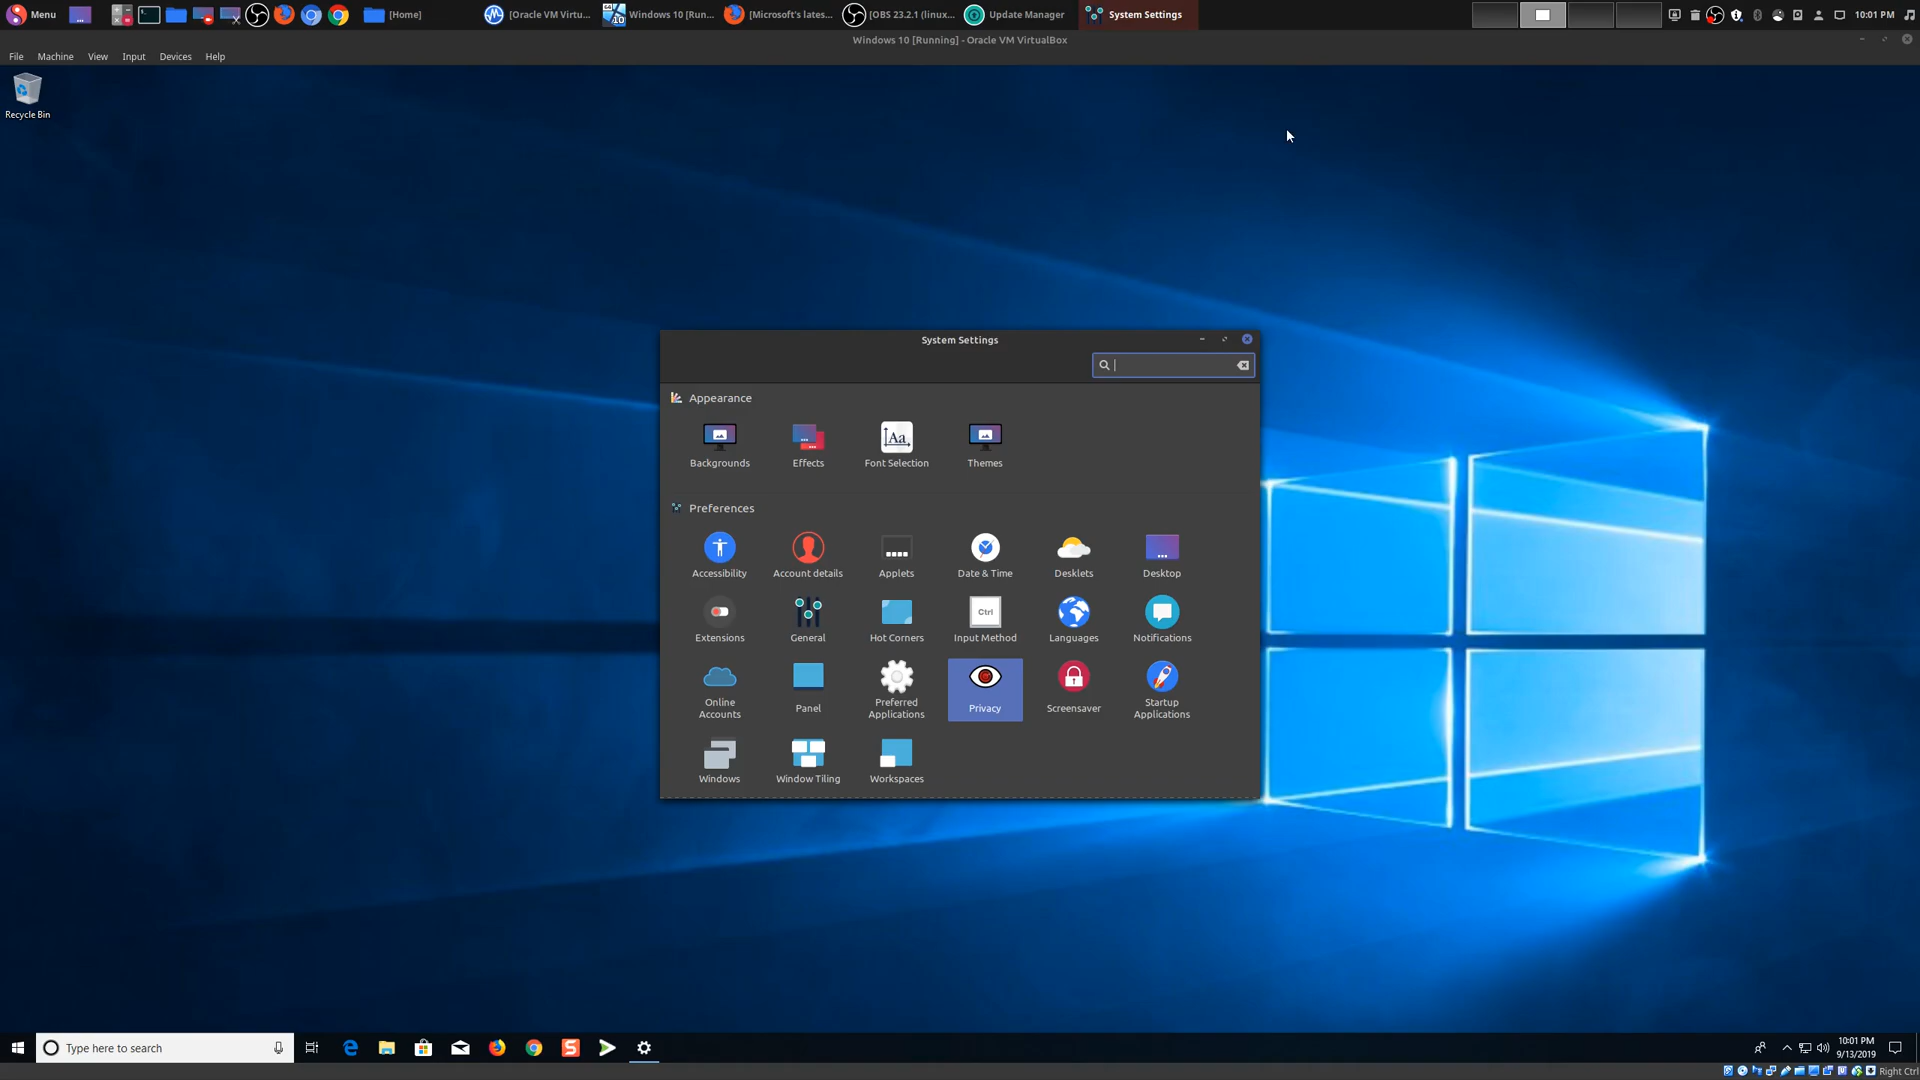 Menu
[Home]
[Oracle VM Virtu...
Windows 10 [Run...
[Microsoft's lates...
[OBS 23.2.1 (linux...
Update Manager
System Settings
10:01 PM
Windows 10 [Running] - Oracle VM VirtualBox
File Machine View Input Devices Help
Recycle Bin
System Settings
Appearance
Backgrounds Effects Font Selection Themes
Preferences
Accessibility Account details Applets Date & Time Desklets Desktop
Ctrl
Extensions General Hot Corners Input Method Languages Notifications
Online Accounts Panel Preferred Applications Privacy Screensaver Startup Applications
Windows Window Tiling Workspaces
Type here to search
10:01 PM
9/13/2019
Right Ctrl